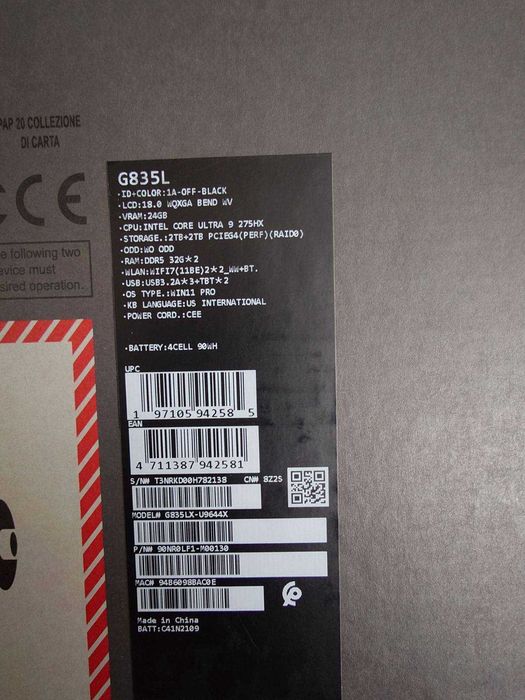 PAP 20 COLLEZIONE
DI CARTA
CE
e following two
evice must
sired operation.
G835L
·ID+COLOR:1A-OFF-BLACK
·LCD:18.0 WQXGA BEND WV
·VRAM:24GB
·CPU:INTEL CORE ULTRA 9 275HX
·STORAGE.:2TB+2TB PCIEG4(PERF)(RAID0)
·ODD:WO ODD
·RAM:DDR5 32G*2
·WLAN:WIFI7(11BE)2*2_WW+BT.
·USB:USB3.2A*3+TBT*2
·OS TYPE.:WIN11 PRO
·KB LANGUAGE:US INTERNATIONAL
·POWER CORD.:CEE
·BATTERY:4CELL 90WH
UPC
1 97105 94258 5
EAN
4 711387 942581
S/N# T3NRKD00H782138 CN# 8Z2S
MODEL# G835LX-U9644X
P/N# 90NR0LF1-M00130
MAC# 9486098BAC0E
Made in China
BATT:C41N2109